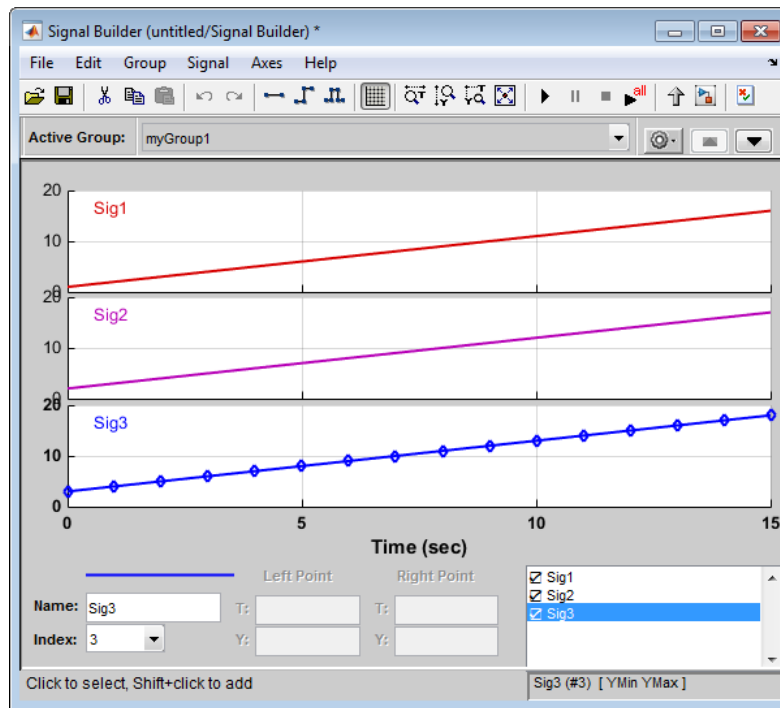 Signal Builder (untitled/Signal Builder) *
File Edit Group Signal Axes Help
all
Active Group: myGroup1
20
Sig1
10
0
20
Sig2
10
0
20
Sig3
10
0
0 5 10 15
Time (sec)
Left Point Right Point
Name: Sig3 T: T:
Index: 3 Y: Y:
Sig1
Sig2
Sig3
Click to select, Shift+click to add
Sig3 (#3) [ YMin YMax ]